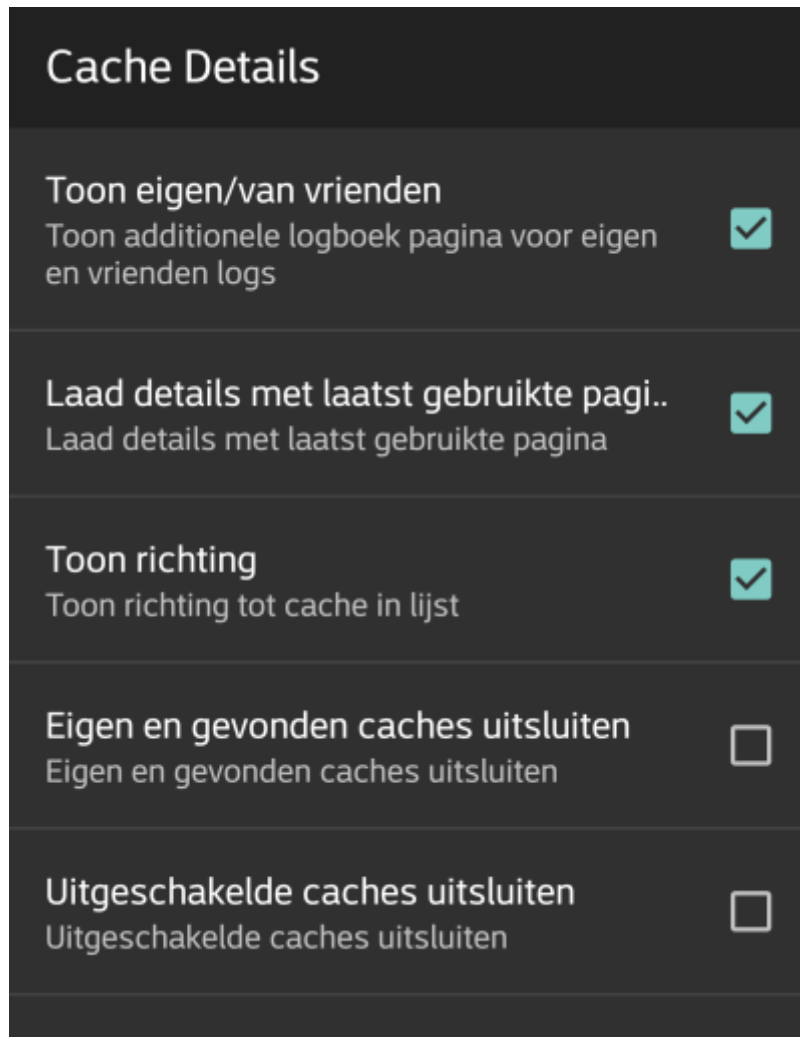 Cache Details
Toon eigen/van vrienden
Toon additionele logboek pagina voor eigen
en vrienden logs
Laad details met laatst gebruikte pagi..
Laad details met laatst gebruikte pagina
Toon richting
Toon richting tot cache in lijst
Eigen en gevonden caches uitsluiten
Eigen en gevonden caches uitsluiten
Uitgeschakelde caches uitsluiten
Uitgeschakelde caches uitsluiten